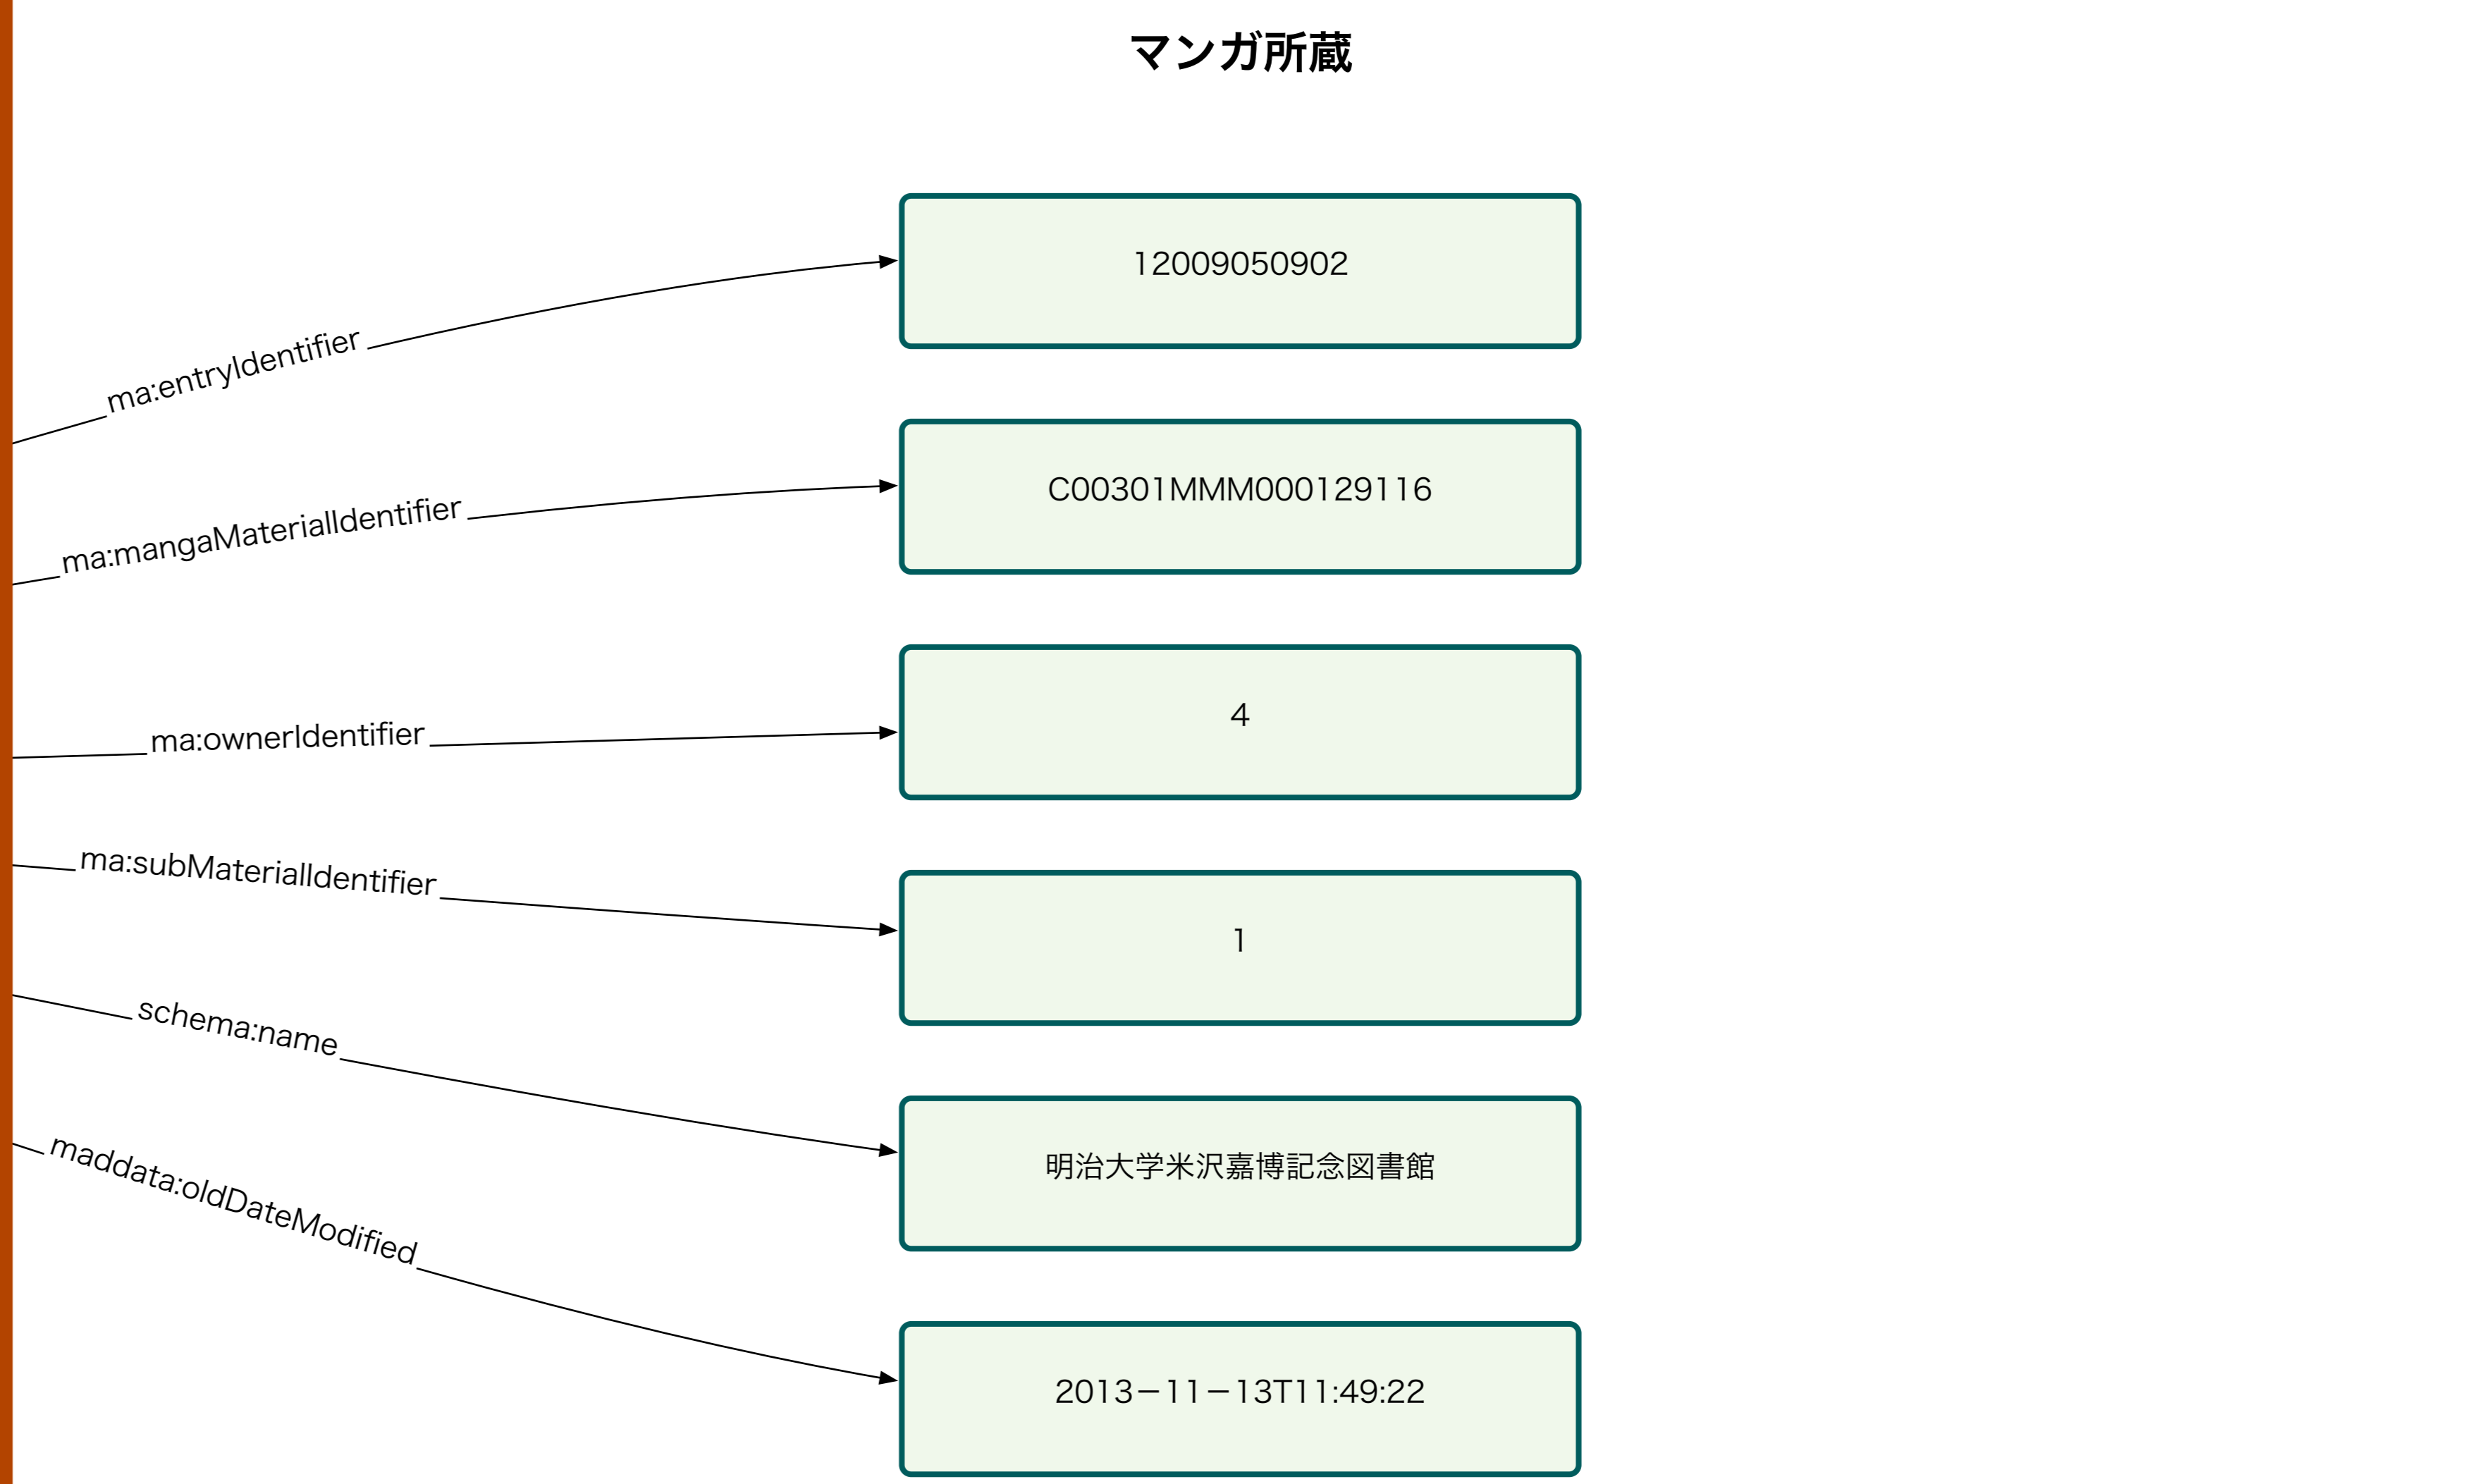 マンガ所蔵
ma:entryIdentifier
12009050902
ma:mangaMaterialIdentifier
C00301MMM000129116
ma:ownerIdentifier
4
ma:subMaterialIdentifier
1
schema:name
明治大学米沢嘉博記念図書館
maddata:oldDateModified
2013−11−13T11:49:22